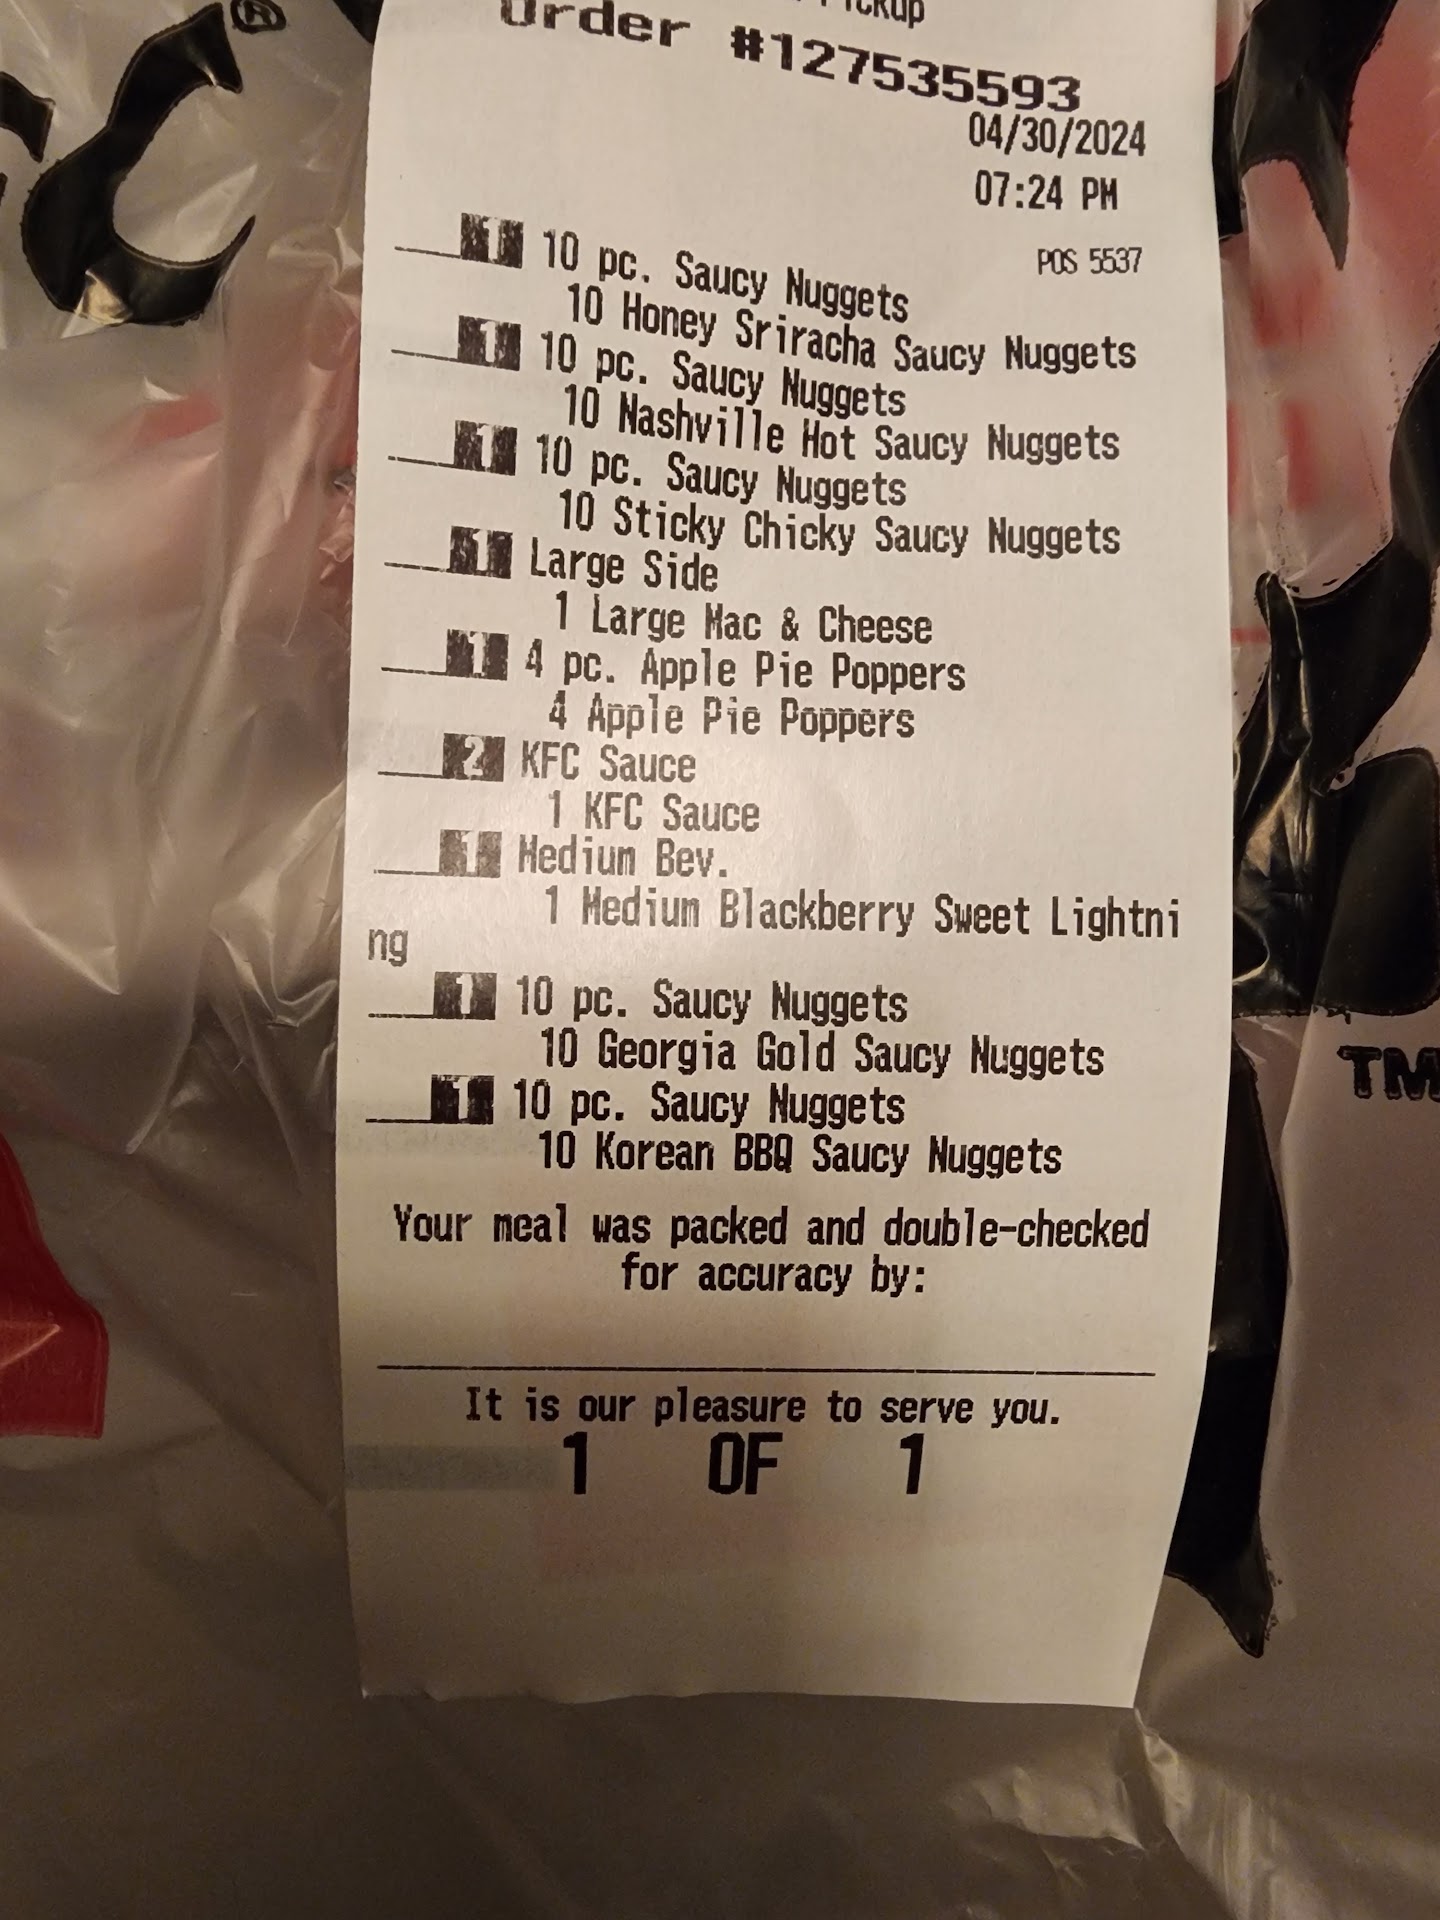 Pickup
Order #127535593
04/30/2024
07:24 PM
POS 5537
1 10 pc. Saucy Nuggets
10 Honey Sriracha Saucy Nuggets
1 10 pc. Saucy Nuggets
10 Nashville Hot Saucy Nuggets
1 10 pc. Saucy Nuggets
10 Sticky Chicky Saucy Nuggets
1 Large Side
1 Large Mac & Cheese
1 4 pc. Apple Pie Poppers
4 Apple Pie Poppers
2 KFC Sauce
1 KFC Sauce
1 Medium Bev.
1 Medium Blackberry Sweet Lightni
ng
1 10 pc. Saucy Nuggets
10 Georgia Gold Saucy Nuggets
1 10 pc. Saucy Nuggets
10 Korean BBQ Saucy Nuggets
Your meal was packed and double-checked
for accuracy by:
It is our pleasure to serve you.
1 OF 1
C®
TM